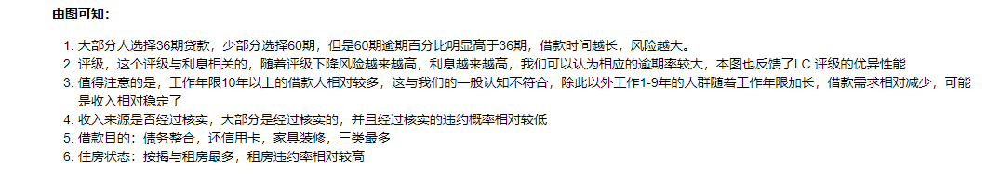 由图可知：
1. 大部分人选择36期贷款，少部分选择60期，但是60期逾期百分比明显高于36期，借款时间越长，风险越大。
2. 评级，这个评级与利息相关的，随着评级下降风险越来越高，利息越来越高，我们可以认为相应的逾期率较大，本图也反馈了LC 评级的优异性能
3. 值得注意的是，工作年限10年以上的借款人相对较多，这与我们的一般认知不符合，除此以外工作1-9年的人群随着工作年限加长，借款需求相对减少，可能
是收入相对稳定了
4. 收入来源是否经过核实，大部分是经过核实的，并且经过核实的违约概率相对较低
5. 借款目的：债务整合，还信用卡，家具装修，三类最多
6. 住房状态：按揭与租房最多，租房违约率相对较高